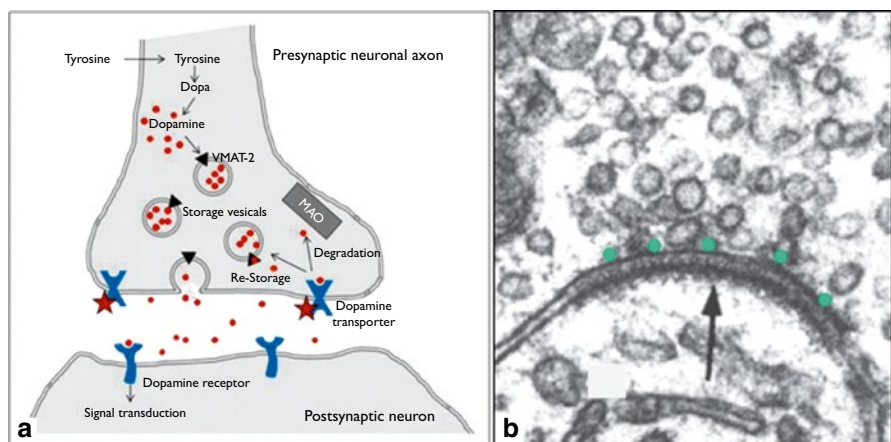 Tyrosine
Tyrosine
Presynaptic neuronal axon
Dopa
Dopamine
VMAT-2
Storage vesicals
MAO
Degradation
Re-Storage
Dopamine
transporter
Dopamine receptor
Signal transduction
Postsynaptic neuron
a
b